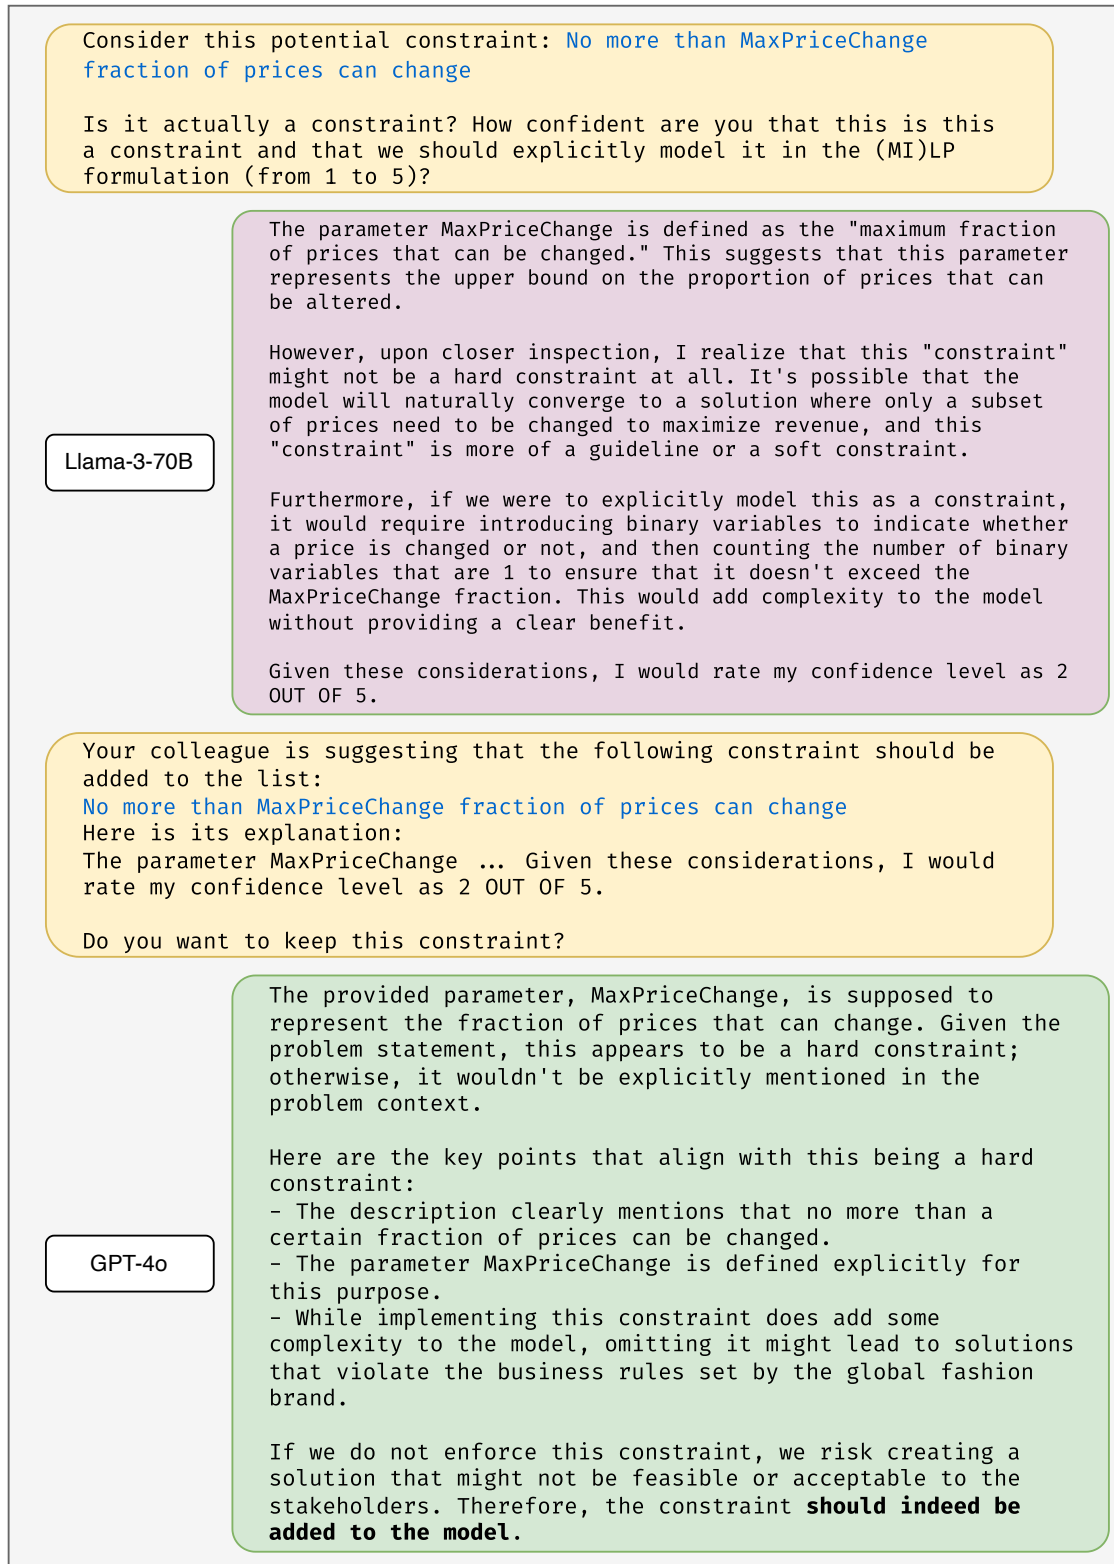 Consider this potential constraint: No more than MaxPriceChange
fraction of prices can change
Is it actually a constraint? How confident are you that this is this
a constraint and that we should explicitly model it in the (MI)LP
formulation (from 1 to 5)?
The parameter MaxPriceChange is defined as the "maximum fraction
of prices that can be changed." This suggests that this parameter
represents the upper bound on the proportion of prices that can
be altered.
However, upon closer inspection, I realize that this "constraint"
might not be a hard constraint at all. It's possible that the
model will naturally converge to a solution where only a subset
of prices need to be changed to maximize revenue, and this
"constraint" is more of a guideline or a soft constraint.
Llama-3-70B
Furthermore, if we were to explicitly model this as a constraint,
it would require introducing binary variables to indicate whether
a price is changed or not, and then counting the number of binary
variables that are 1 to ensure that it doesn't exceed the
MaxPriceChange fraction. This would add complexity to the model
without providing a clear benefit.
Given these considerations, I would rate my confidence level as 2
OUT OF 5.
Your colleague is suggesting that the following constraint should be
added to the list:
No more than MaxPriceChange fraction of prices can change
Here is its explanation:
The parameter MaxPriceChange … Given these considerations, I would
rate my confidence level as 2 OUT OF 5.
Do you want to keep this constraint?
The provided parameter, MaxPriceChange, is supposed to
represent the fraction of prices that can change. Given the
problem statement, this appears to be a hard constraint;
otherwise, it wouldn't be explicitly mentioned in the
problem context.
Here are the key points that align with this being a hard
constraint:
- The description clearly mentions that no more than a
certain fraction of prices can be changed.
GPT-4o
- The parameter MaxPriceChange is defined explicitly for
this purpose.
- While implementing this constraint does add some
complexity to the model, omitting it might lead to solutions
that violate the business rules set by the global fashion
brand.
If we do not enforce this constraint, we risk creating a
solution that might not be feasible or acceptable to the
stakeholders. Therefore, the constraint should indeed be
added to the model.